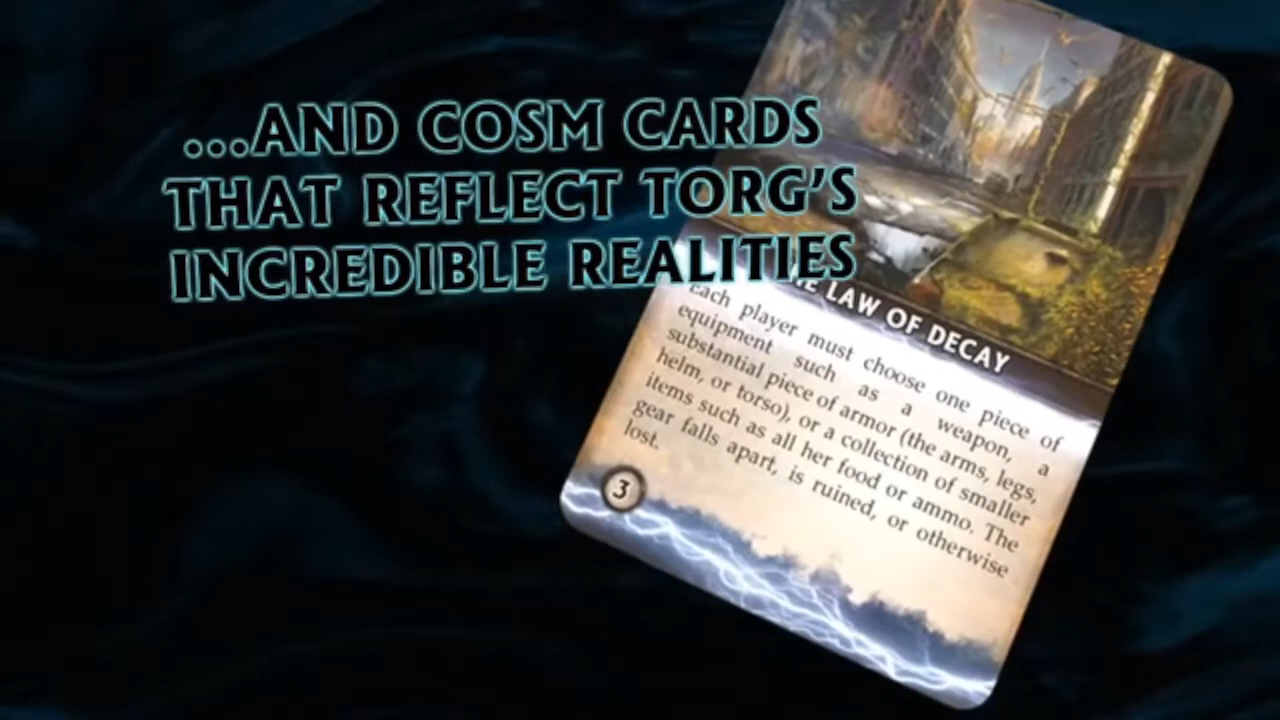 ...AND COSM CARDS
THAT REFLECT TORG'S
INCREDIBLE REALITIES
LAW OF DECAY
Each player must choose one piece of
equipment such as a weapon, a
substantial piece of armor (the arms, legs,
helm, or torso), or a collection of smaller
items such as all her food or ammo. The
gear falls apart, is ruined, or otherwise
lost.
3